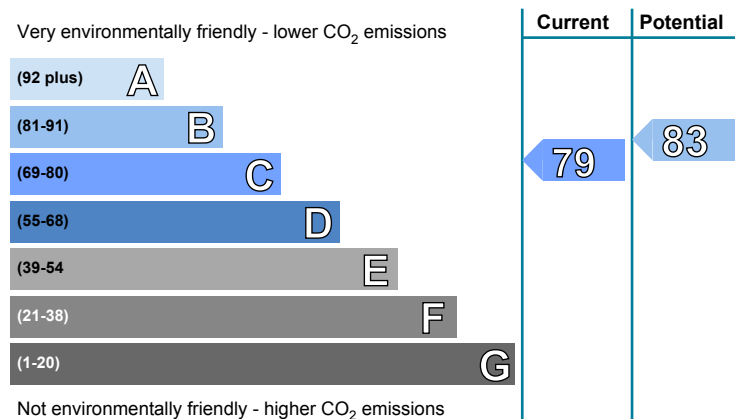 Very environmentally friendly - lower CO2 emissions
Current
Potential
(92 plus) A
(81-91) B
(69-80) C
(55-68) D
(39-54 E
(21-38) F
(1-20) G
79
83
Not environmentally friendly - higher CO2 emissions